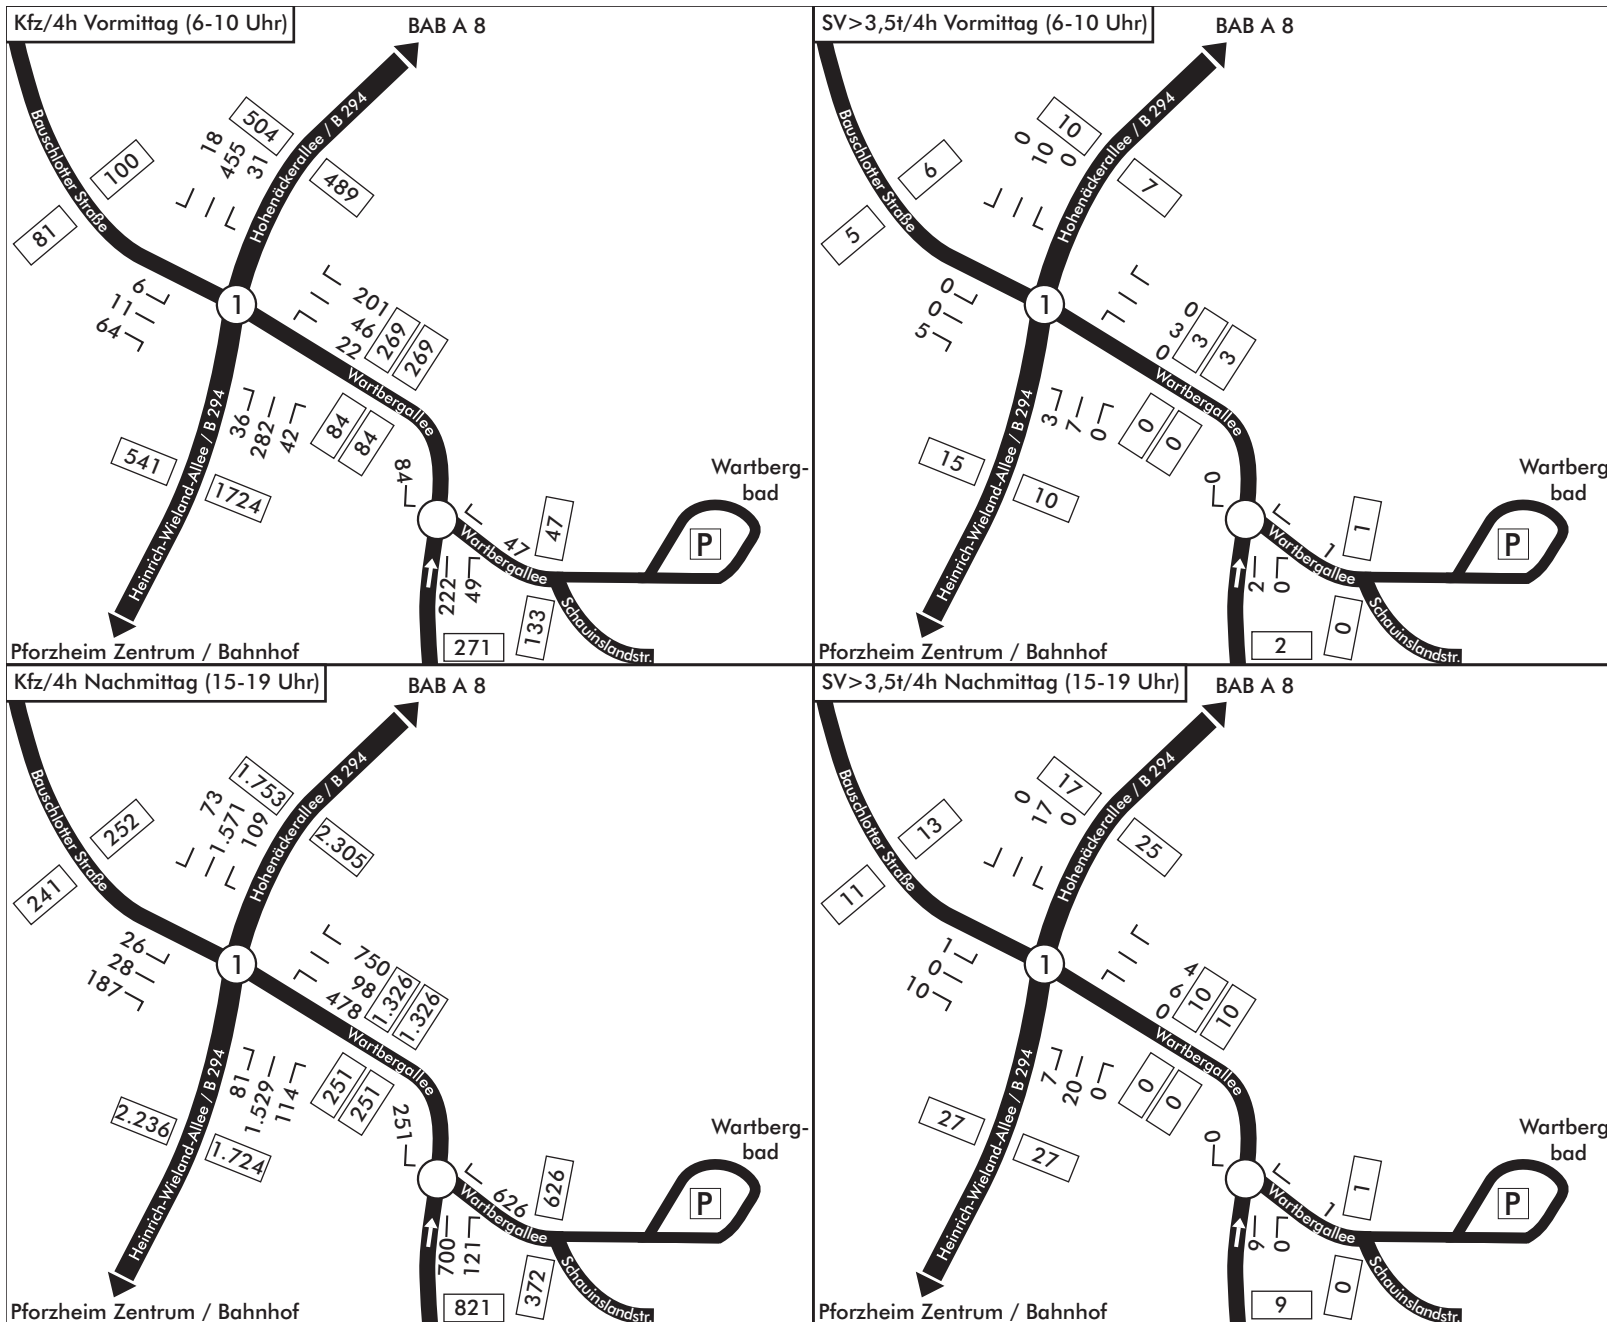 Kfz/4h Vormittag (6-10 Uhr)
BAB A 8
Bauschlotter Straße
Hohenäckerallee / B 294
100
81
18
455
31
504
489
6
11
64
1
201
46
22
269
269
Wartbergallee
36
282
42
84
84
84
541
1724
Heinrich-Wieland-Allee / B 294
47
47
Wartbergallee
Wartberg-
bad
P
222
49
133
271
Schauinslandstr.
Pforzheim Zentrum / Bahnhof
SV>3,5t/4h Vormittag (6-10 Uhr)
BAB A 8
Bauschlotter Straße
Hohenäckerallee / B 294
6
5
0
10
0
10
7
0
0
5
1
0
3
0
3
3
Wartbergallee
3
7
0
0
0
0
15
10
Heinrich-Wieland-Allee / B 294
1
1
Wartbergallee
Wartberg
bad
P
2
0
0
2
Schauinslandstr.
Pforzheim Zentrum / Bahnhof
Kfz/4h Nachmittag (15-19 Uhr)
BAB A 8
Bauschlotter Straße
Hohenäckerallee / B 294
252
241
73
1.571
109
1.753
2.305
26
28
187
1
750
98
478
1.326
1.326
Wartbergallee
81
1.529
114
251
251
251
2.236
1.724
Heinrich-Wieland-Allee / B 294
626
626
Wartbergallee
Wartberg-
bad
P
700
121
372
821
Schauinslandstr.
Pforzheim Zentrum / Bahnhof
SV>3,5t/4h Nachmittag (15-19 Uhr)
BAB A 8
Bauschlotter Straße
Hohenäckerallee / B 294
13
11
0
17
0
17
25
1
0
10
1
4
6
0
10
10
Wartbergallee
7
20
0
0
0
0
27
27
Heinrich-Wieland-Allee / B 294
1
1
Wartbergallee
Wartberg
bad
P
9
0
0
9
Schauinslandstr.
Pforzheim Zentrum / Bahnhof